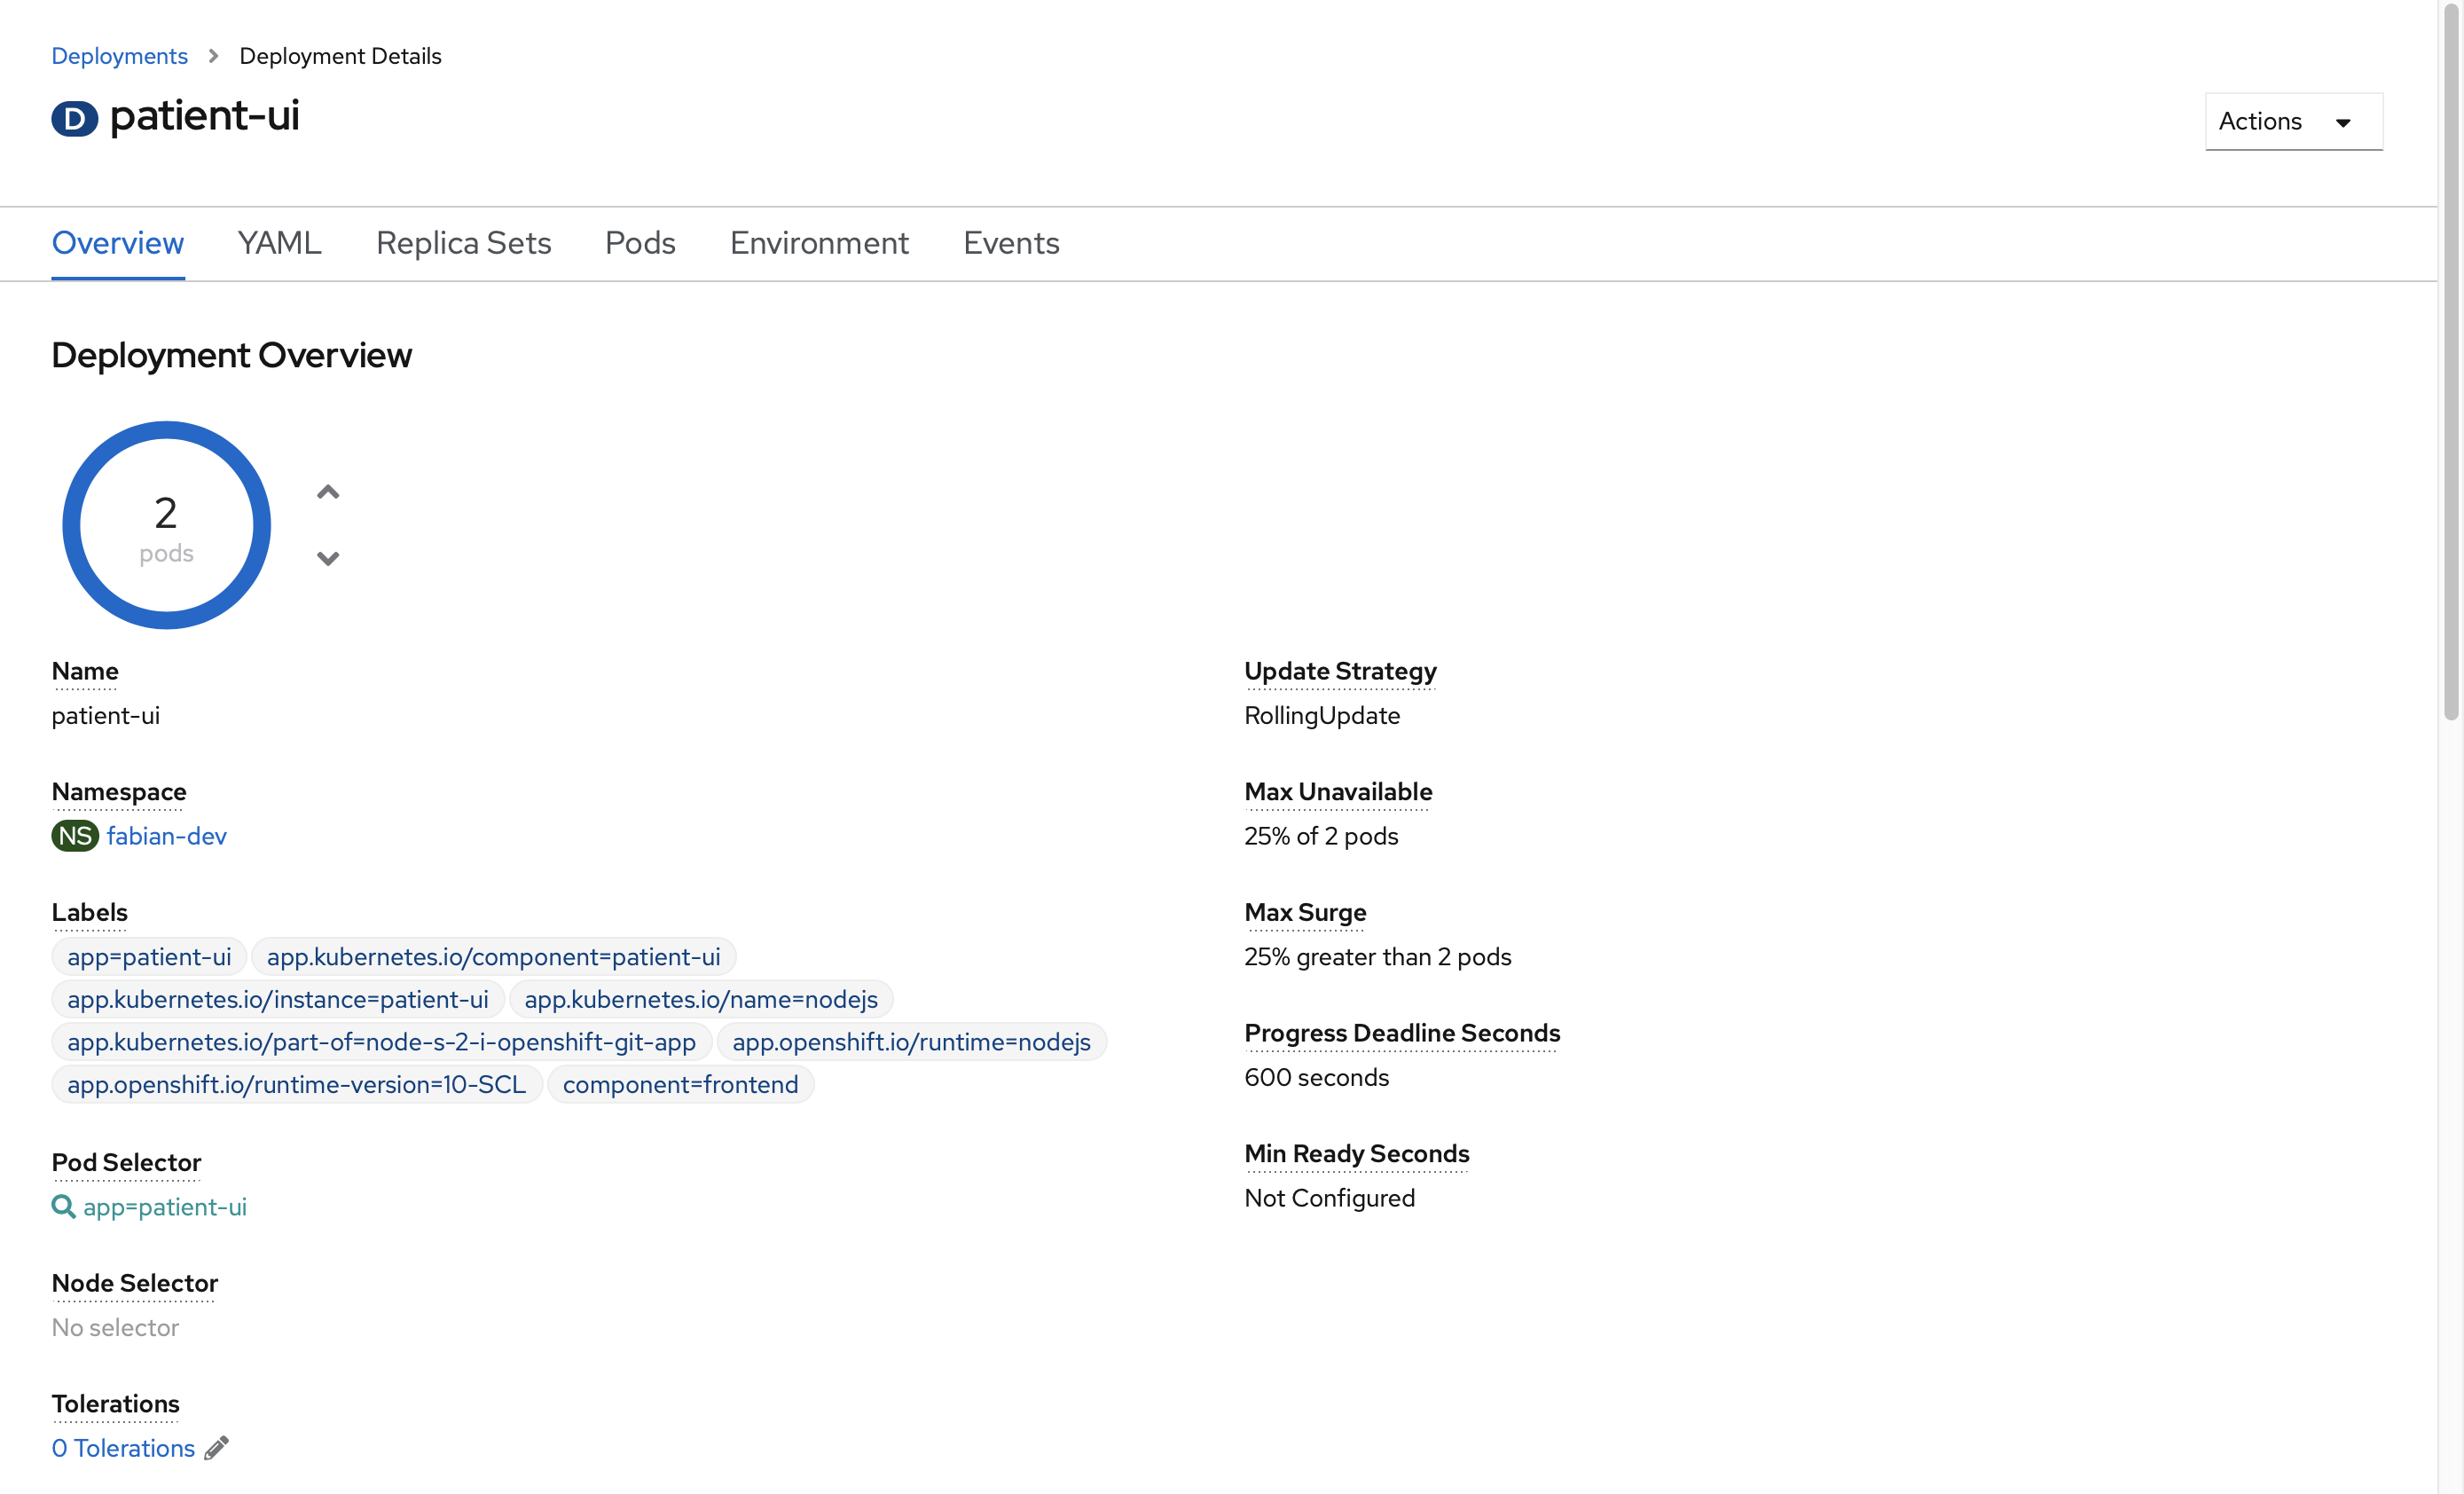 Deployments > Deployment Details
D patient-ui
Actions
Overview YAML Replica Sets Pods Environment Events
Deployment Overview
2
pods
Name
patient-ui
Namespace
NS fabian-dev
Labels
app=patient-ui app.kubernetes.io/component=patient-ui
app.kubernetes.io/instance=patient-ui app.kubernetes.io/name=nodejs
app.kubernetes.io/part-of=node-s-2-i-openshift-git-app app.openshift.io/runtime=nodejs
app.openshift.io/runtime-version=10-SCL component=frontend
Pod Selector
app=patient-ui
Node Selector
No selector
Tolerations
0 Tolerations
Update Strategy
RollingUpdate
Max Unavailable
25% of 2 pods
Max Surge
25% greater than 2 pods
Progress Deadline Seconds
600 seconds
Min Ready Seconds
Not Configured